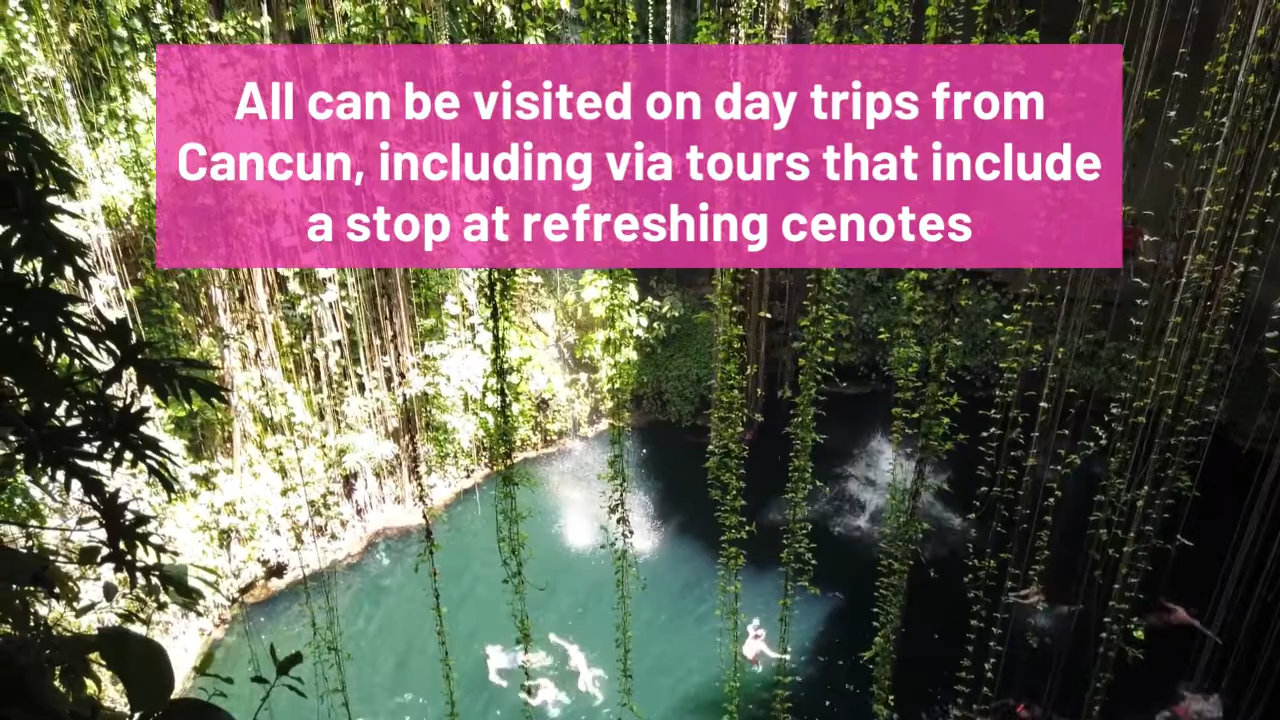 All can be visited on day trips from
Cancun, including via tours that include
a stop at refreshing cenotes